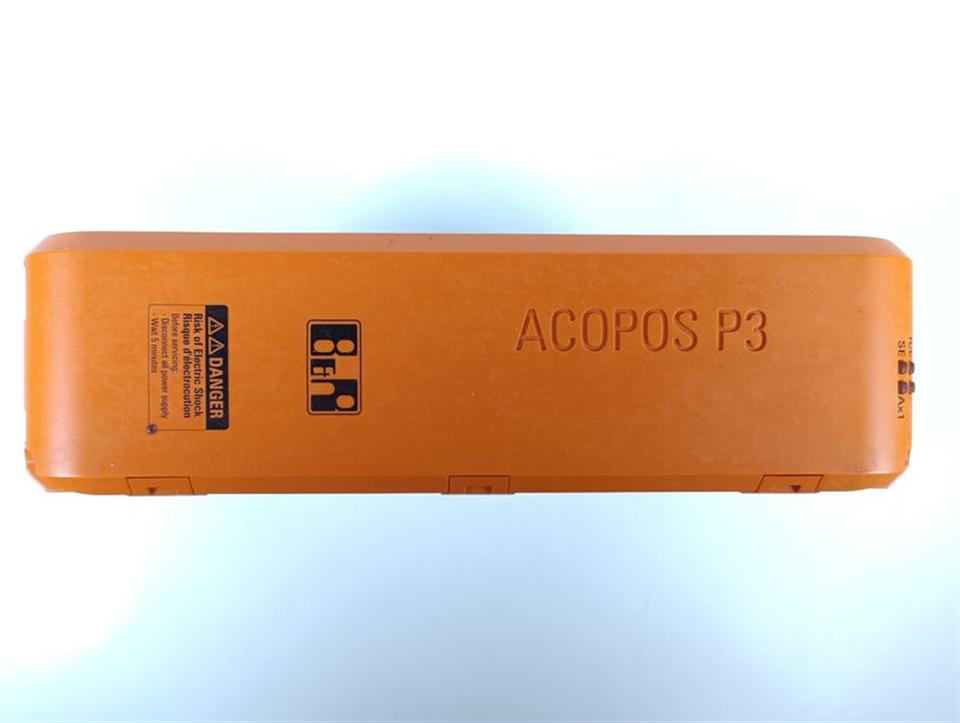 ACOPOS P3
DANGER
Risk of Electric Shock
Risque d'électrocution
Before servicing:
- Disconnect all power supply
- Wait 5 minutes
B&R
SE
Ax1